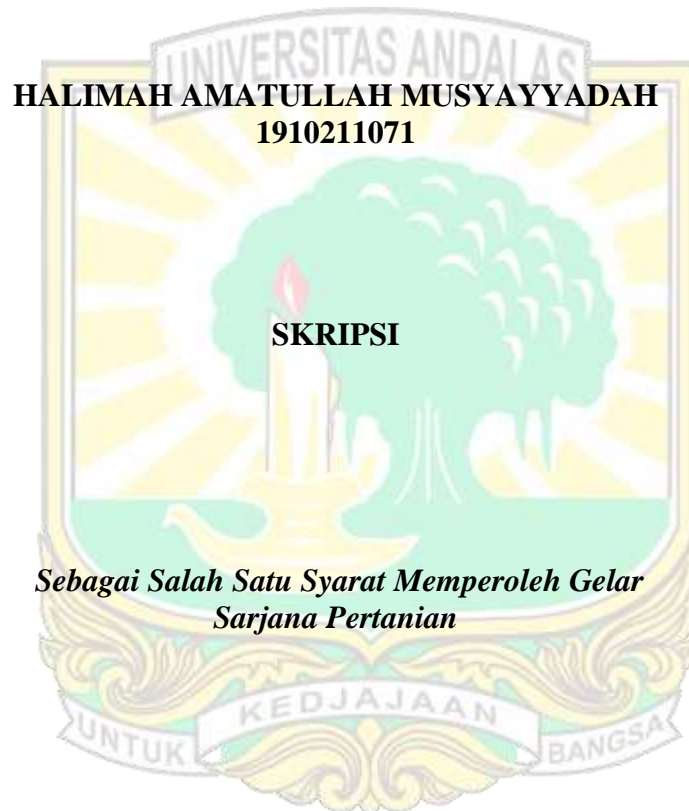 UNIVERSITAS ANDALAS
HALIMAH AMATULLAH MUSYAYYADAH
1910211071
SKRIPSI
Sebagai Salah Satu Syarat Memperoleh Gelar
Sarjana Pertanian
UNTUK KEDJAJAAN BANGSA